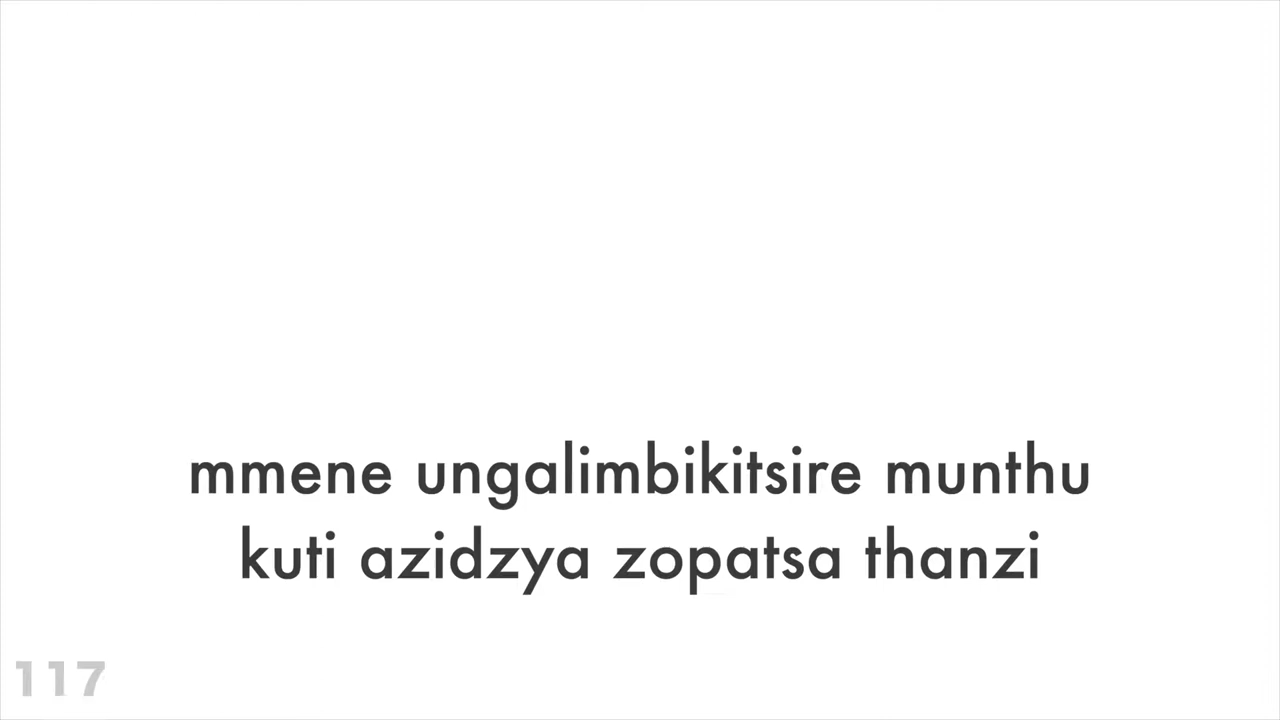 mmene ungalimbikitsire munthu
kuti azidzya zopatsa thanzi
117